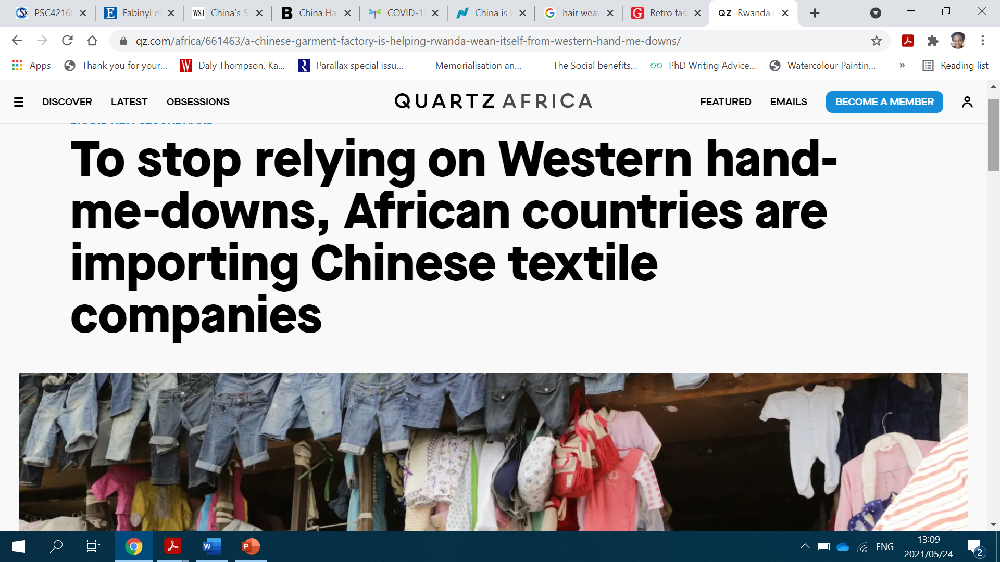 PSC4216
Fabinyi et
WSJ China's S
B China Ha
COVID-1
China is
hair weav
Retro fas
QZ Rwanda i
qz.com/africa/661463/a-chinese-garment-factory-is-helping-rwanda-wean-itself-from-western-hand-me-downs/
Apps
Thank you for your...
Daly Thompson, Ka...
Parallax special issu...
Memorialisation an...
The Social benefits...
PhD Writing Advice...
Watercolour Paintin...
»
Reading list
DISCOVER
LATEST
OBSESSIONS
QUARTZ AFRICA
FEATURED
EMAILS
BECOME A MEMBER
To stop relying on Western hand-
me-downs, African countries are
importing Chinese textile
companies
ENG
13:09
2021/05/24
2